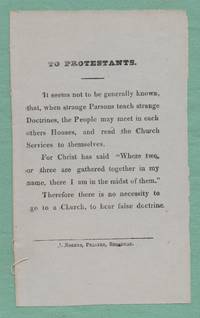 TO PROTESTANTS.
It seems not to be generally known,
that, when strange Parsons teach strange
Doctrines, the People may meet in each
others Houses, and read the Church
Services to themselves.
For Christ has said "Where two,
or three are gathered together in my
name, there I am in the midst of them."
Therefore there is no necessity to
go to a Church, to hear false doctrine.
PRINTER,